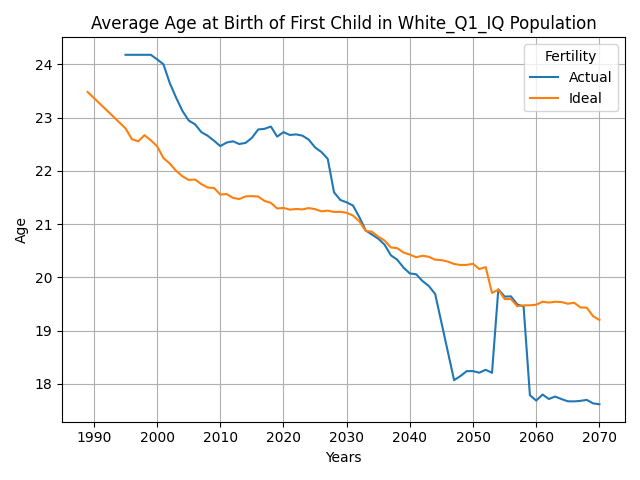 Average Age at Birth of First Child in White_Q1_IQ Population
Fertility
Actual
Ideal
Age
24
23
22
21
20
19
18
1990 2000 2010 2020 2030 2040 2050 2060 2070
Years